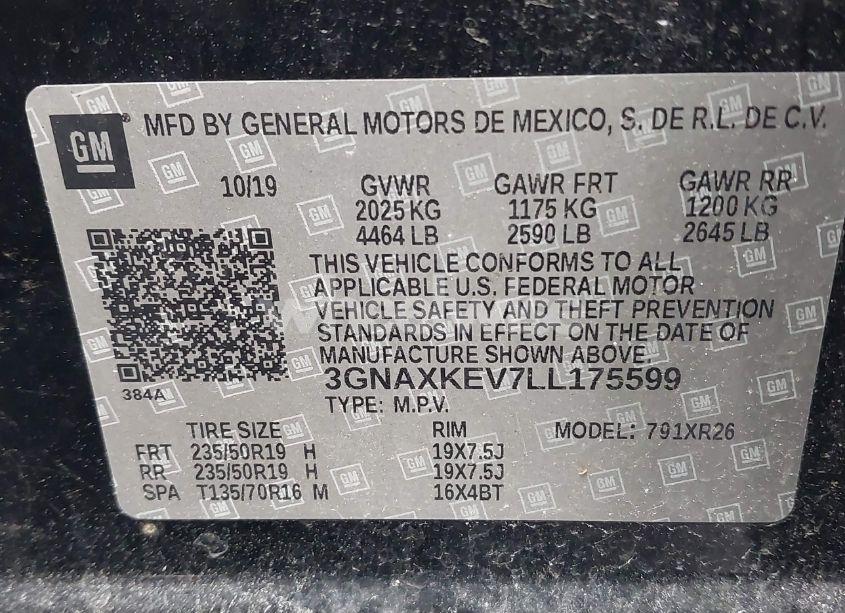 GM® MFD BY GENERAL MOTORS DE MEXICO, S. DE R.L. DE C.V.
10/19 GVWR GAWR FRT GAWR RR
2025 KG 1175 KG 1200 KG
4464 LB 2590 LB 2645 LB
THIS VEHICLE CONFORMS TO ALL
APPLICABLE U.S. FEDERAL MOTOR
VEHICLE SAFETY AND THEFT PREVENTION
STANDARDS IN EFFECT ON THE DATE OF
MANUFACTURE SHOWN ABOVE.
3GNAXKEV7LL175599
384A
TYPE: M.P.V.
TIRE SIZE RIM MODEL: 791XR26
FRT 235/50R19 H 19X7.5J
RR 235/50R19 H 19X7.5J
SPA T135/70R16 M 16X4BT